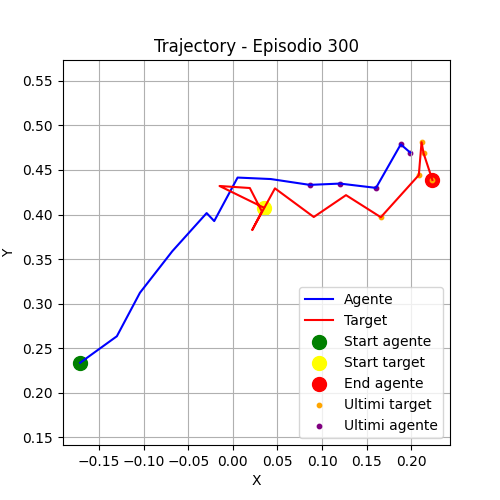 Trajectory - Episodio 300
Y
0.55
0.50
0.45
0.40
0.35
0.30
0.25
0.20
0.15
−0.15 −0.10 −0.05 0.00 0.05 0.10 0.15 0.20
X
Agente
Target
Start agente
Start target
End agente
Ultimi target
Ultimi agente